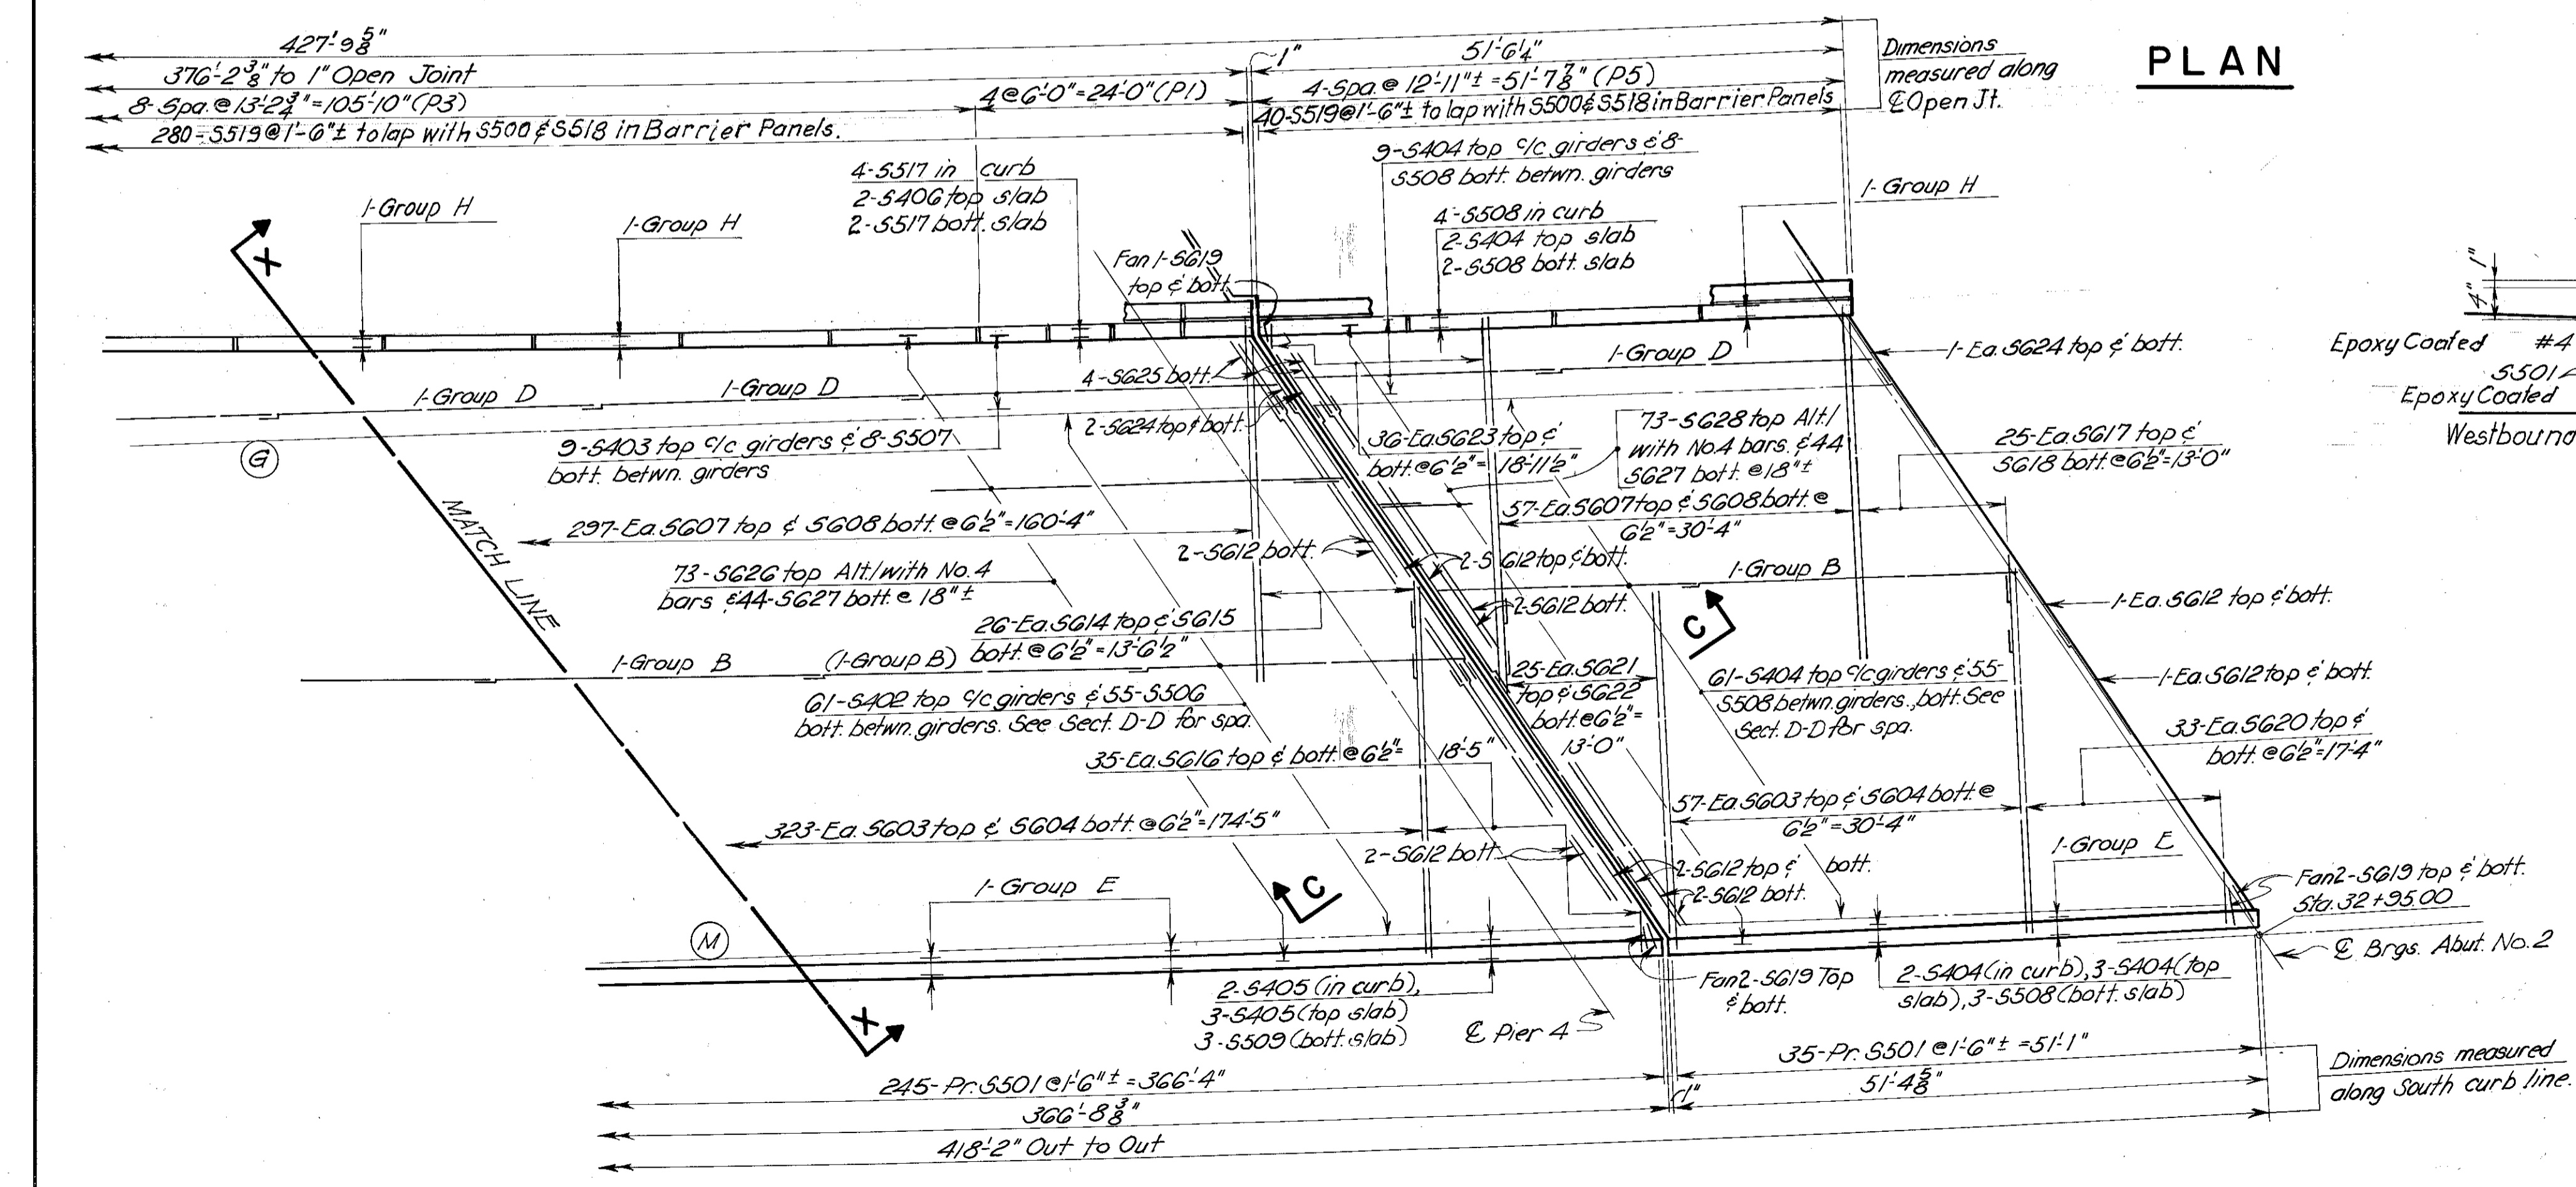 427'-9 5/8"
1"
51'-6 1/4"
Dimensions
measured along
℄ Open Jt.
PLAN
376'-2 3/8" to 1" Open Joint
8-Spa. @ 13'-2 3/4" = 105'-10" (P3)
4 @ 6'-0" = 24'-0" (P1)
4-Spa. @ 12'-11"± = 51'-7 7/8" (P5)
280-S519 @ 1'-6"± to lap with S500 & S518 in Barrier Panels.
40-S519 @ 1'-6"± to lap with S500 & S518 in Barrier Panels
9-S404 top c/c girders & 8-
S508 bott. betwn. girders
4-S517 in curb
2-S406 top slab
2-S517 bott. slab
1-Group H
1-Group H
1-Group H
4-S508 in curb
2-S404 top slab
2-S508 bott. slab
X
Fan 1-S619
top & bott.
1"
4"
Epoxy Coated #4
S501
Epoxy Coated
Westbound
1-Group D
1-Group D
1-Group D
1-Ea. S624 top & bott.
4-S625 bott.
2-S624 top & bott.
G
9-S403 top c/c girders & 8-S507
bott. betwn. girders
36-Ea. S623 top &
bott. @ 6 1/2" = 18'-11 1/2"
73-S628 top Alt./
with No. 4 bars. & 44
S627 bott. @ 18"±
25-Ea. S617 top &
S618 bott. @ 6 1/2" = 13'-0"
MATCH LINE
297-Ea. S607 top & S608 bott. @ 6 1/2" = 160'-4"
57-Ea. S607 top & S608 bott. @
6 1/2" = 30'-4"
2-S612 bott.
2-S612 top & bott.
73-S626 top Alt./with No. 4
bars & 44-S627 bott. @ 18"±
1-Group B
2-S612 bott.
1-Ea. S612 top & bott.
C
26-Ea. S614 top & S615
bott. @ 6 1/2" = 13'-6 1/2"
1-Group B
(1-Group B)
61-S402 top c/c girders & 55-S506
bott. betwn. girders. See Sect. D-D for spa.
25-Ea. S621
top & S622
bott @ 6 1/2" =
13'-0"
61-S404 top c/c girders & 55-
S508 betwn. girders., bott. See
Sect. D-D for spa.
1-Ea. S612 top & bott.
35-Ea. S616 top & bott. @ 6 1/2" = 18'-5"
33-Ea. S620 top &
bott. @ 6 1/2" = 17'-4"
323-Ea. S603 top & S604 bott. @ 6 1/2" = 174'-5"
57-Ea S603 top & S604 bott. @
6 1/2" = 30'-4"
2-S612 bott.
2-S612 top & bott.
2-S612 bott.
1-Group E
1-Group E
C
Fan 2-S619 top & bott.
Sta. 32+95.00
M
℄ Brgs. Abut. No. 2
X
2-S405 (in curb),
3-S405 (top slab)
3-S509 (bott. slab)
℄ Pier 4
Fan 2-S619 Top
& bott.
2-S404 (in curb), 3-S404 (top
slab), 3-S508 (bott. slab)
245-Pr. S501 @ 1'-6"± = 366'-4"
35-Pr. S501 @ 1'-6"± = 51'-1"
366'-8 3/8"
1"
51'-4 5/8"
418'-2" Out to Out
Dimensions measured
along South curb line.